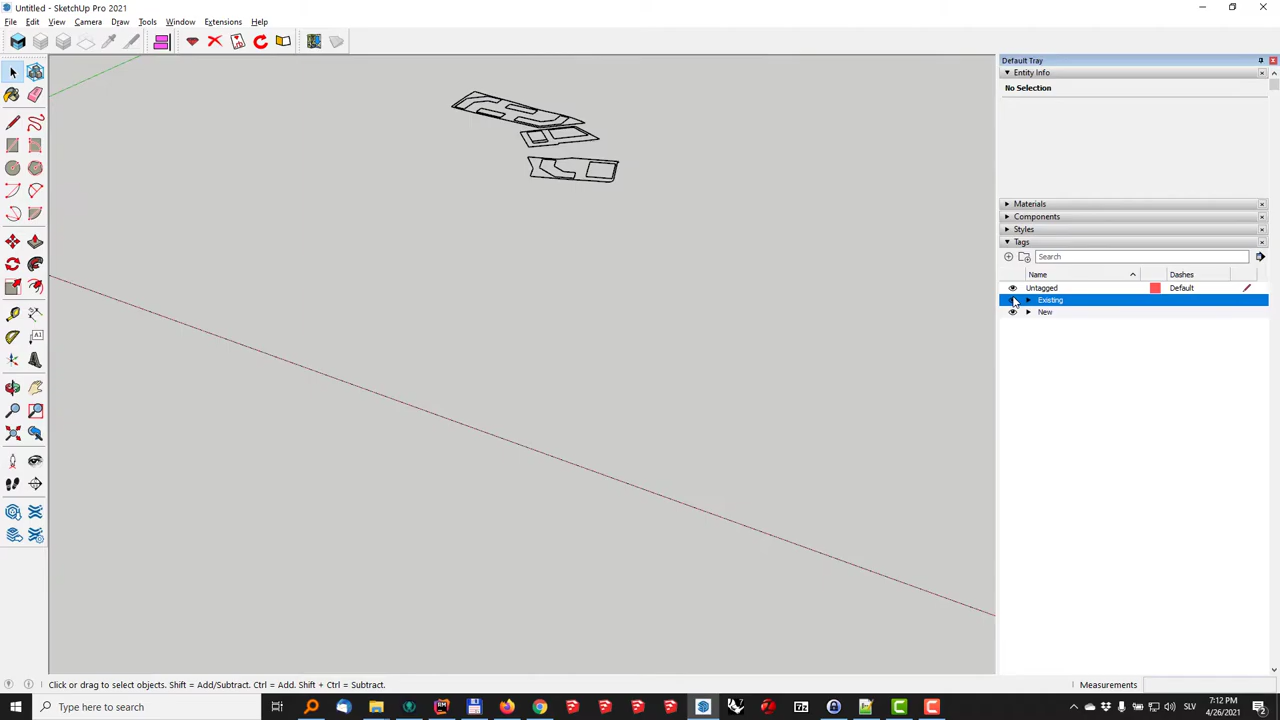 Untitled - SketchUp Pro 2021
File Edit View Camera Draw Tools Window Extensions Help
Default Tray
Entity Info
No Selection
Materials
Components
Styles
Tags
Search
Name Dashes
Untagged Default
Existing
New
Click or drag to select objects. Shift = Add/Subtract. Ctrl = Add. Shift + Ctrl = Subtract.
Measurements
Type here to search
SLV
7:12 PM
4/26/2021